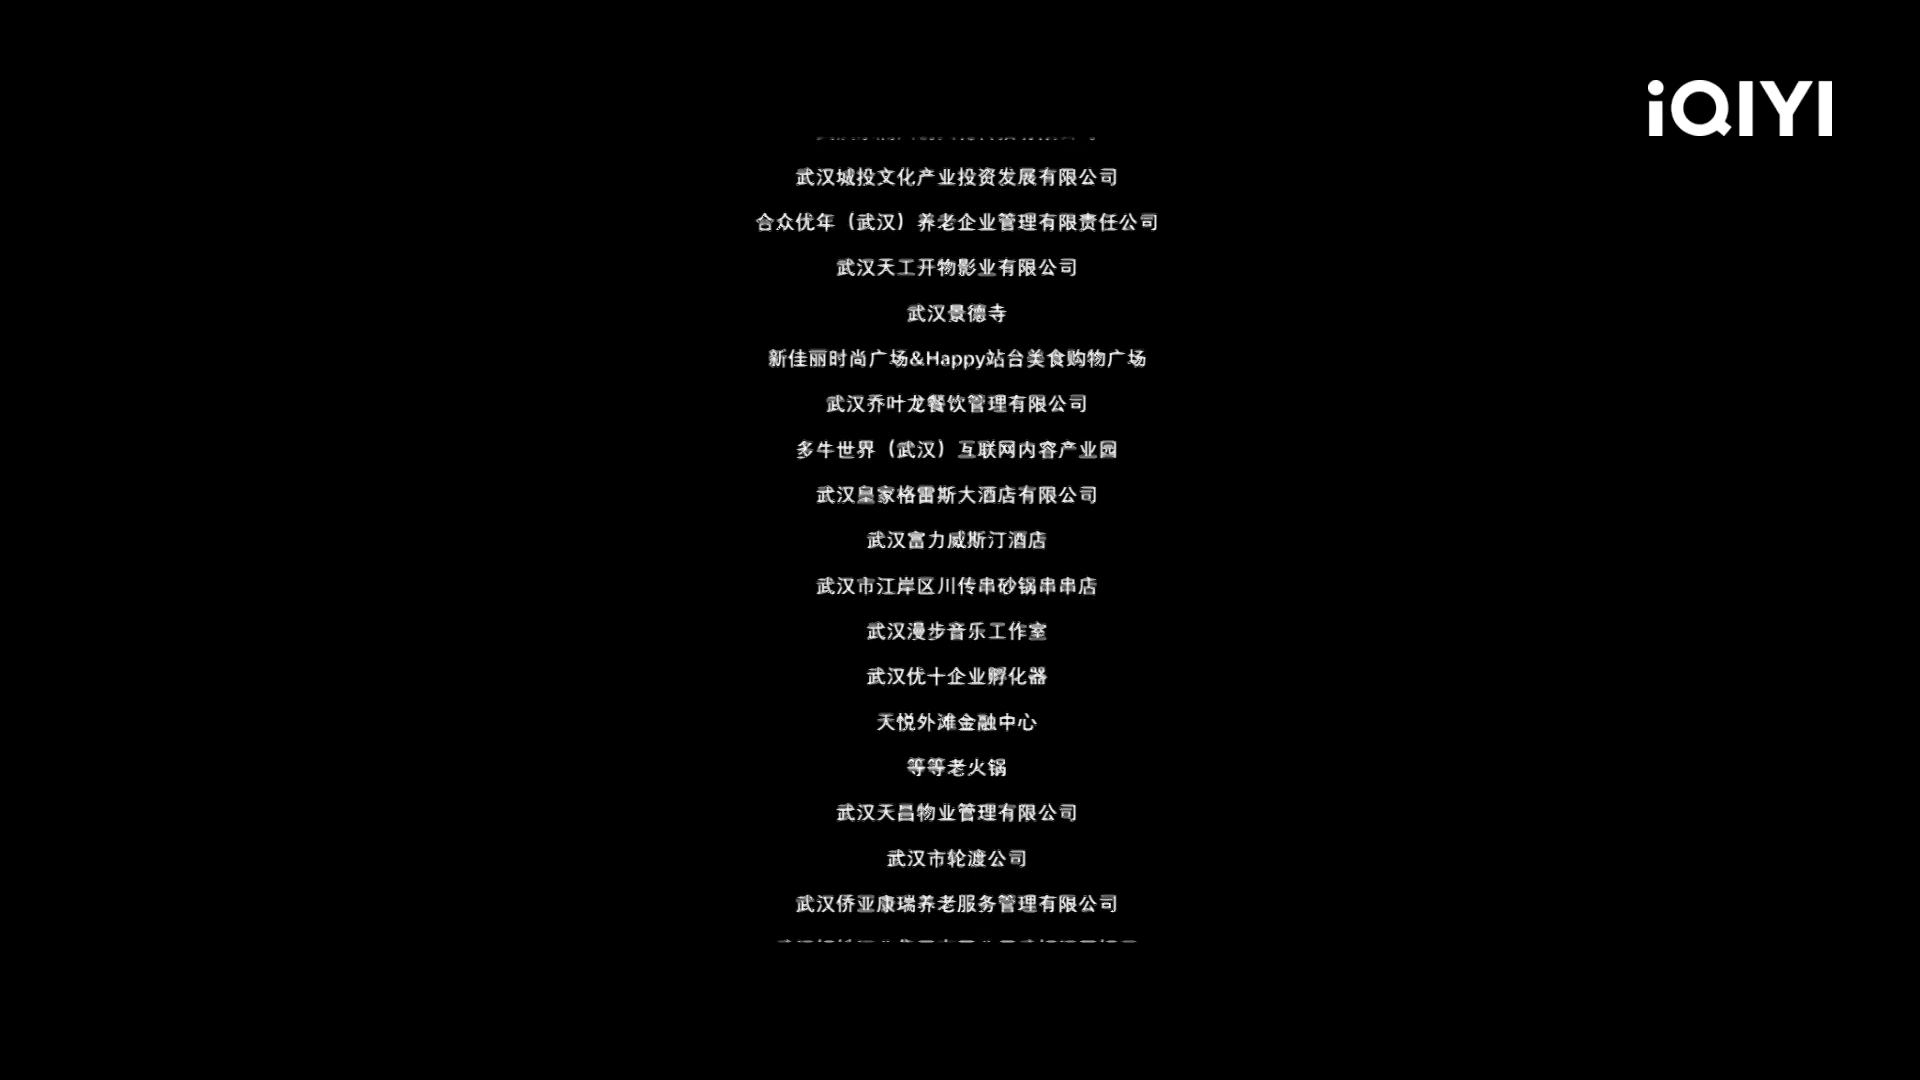 iQIYI
武汉城投文化产业投资发展有限公司
合众优年（武汉）养老企业管理有限责任公司
武汉天工开物影业有限公司
武汉景德寺
新佳丽时尚广场&Happy站台美食购物广场
武汉乔叶龙餐饮管理有限公司
多牛世界（武汉）互联网内容产业园
武汉皇家格雷斯大酒店有限公司
武汉富力威斯汀酒店
武汉市江岸区川传串砂锅串串店
武汉漫步音乐工作室
武汉优十企业孵化器
天悦外滩金融中心
等等老火锅
武汉天昌物业管理有限公司
武汉市轮渡公司
武汉侨亚康瑞养老服务管理有限公司